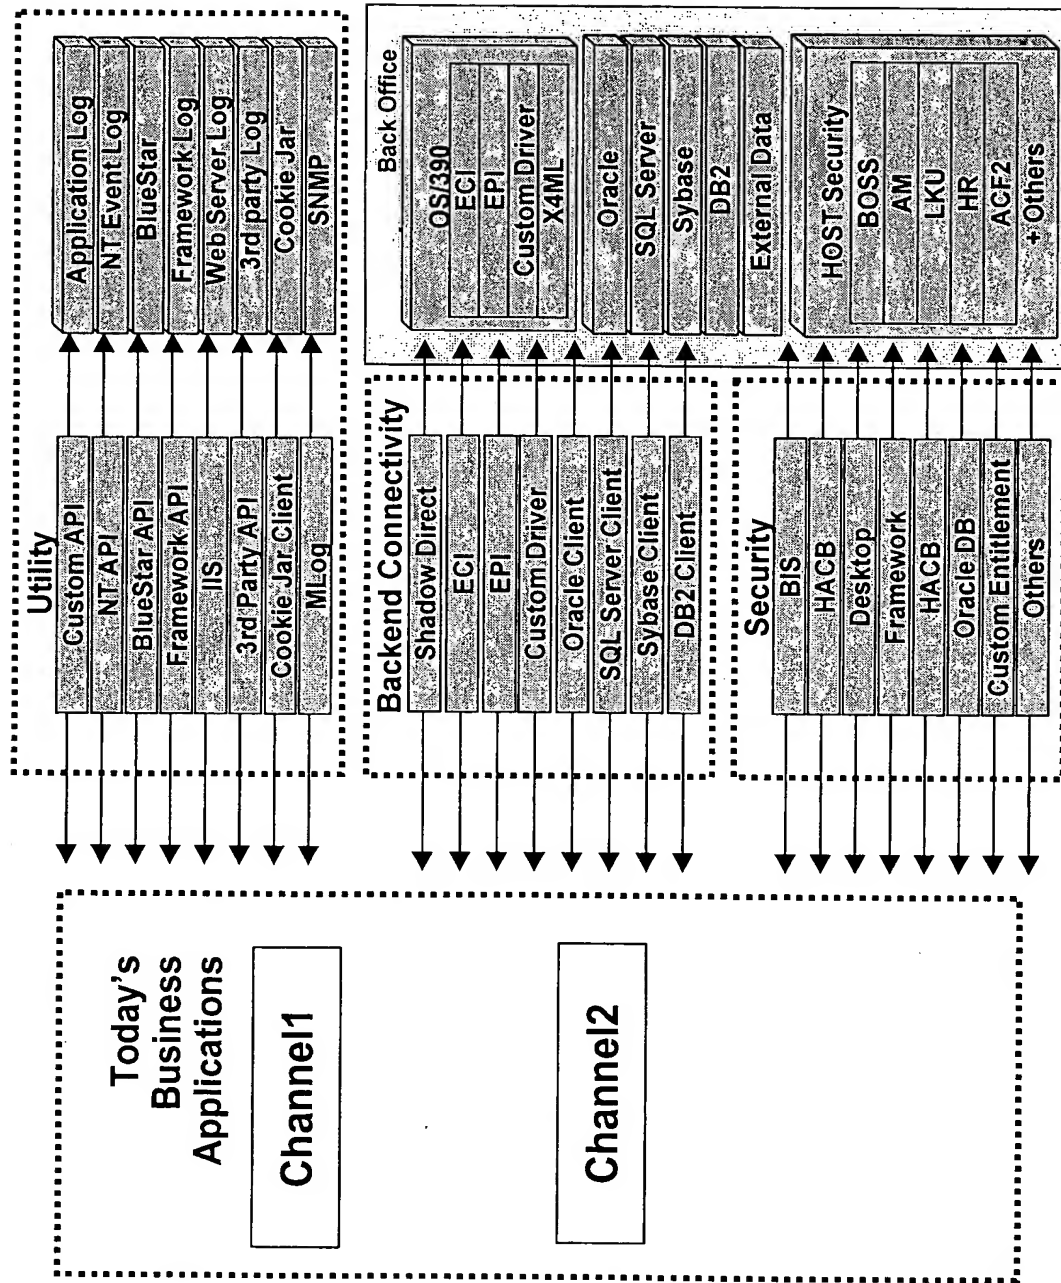 Today's
Business
Applications
Channel1
Channel2
Utility
Custom API
NT API
BlueStar API
Framework API
IIS
3rd Party API
Cookie Jar Client
MLog
Application Log
NT Event Log
BlueStar
Framework Log
Web Server Log
3rd party Log
Cookie Jar
SNMP
Backend Connectivity
Shadow Direct
ECI
EPI
Custom Driver
Oracle Client
SQL Server Client
Sybase Client
DB2 Client
Security
BIS
HACB
Desktop
Framework
HACB
Oracle DB
Custom Entitlement
Others
Back Office
OS/390
ECI
EPI
Custom Driver
X4ML
Oracle
SQL Server
Sybase
DB2
External Data
HOST Security
BOSS
AM
LKU
HR
ACF2
+ Others